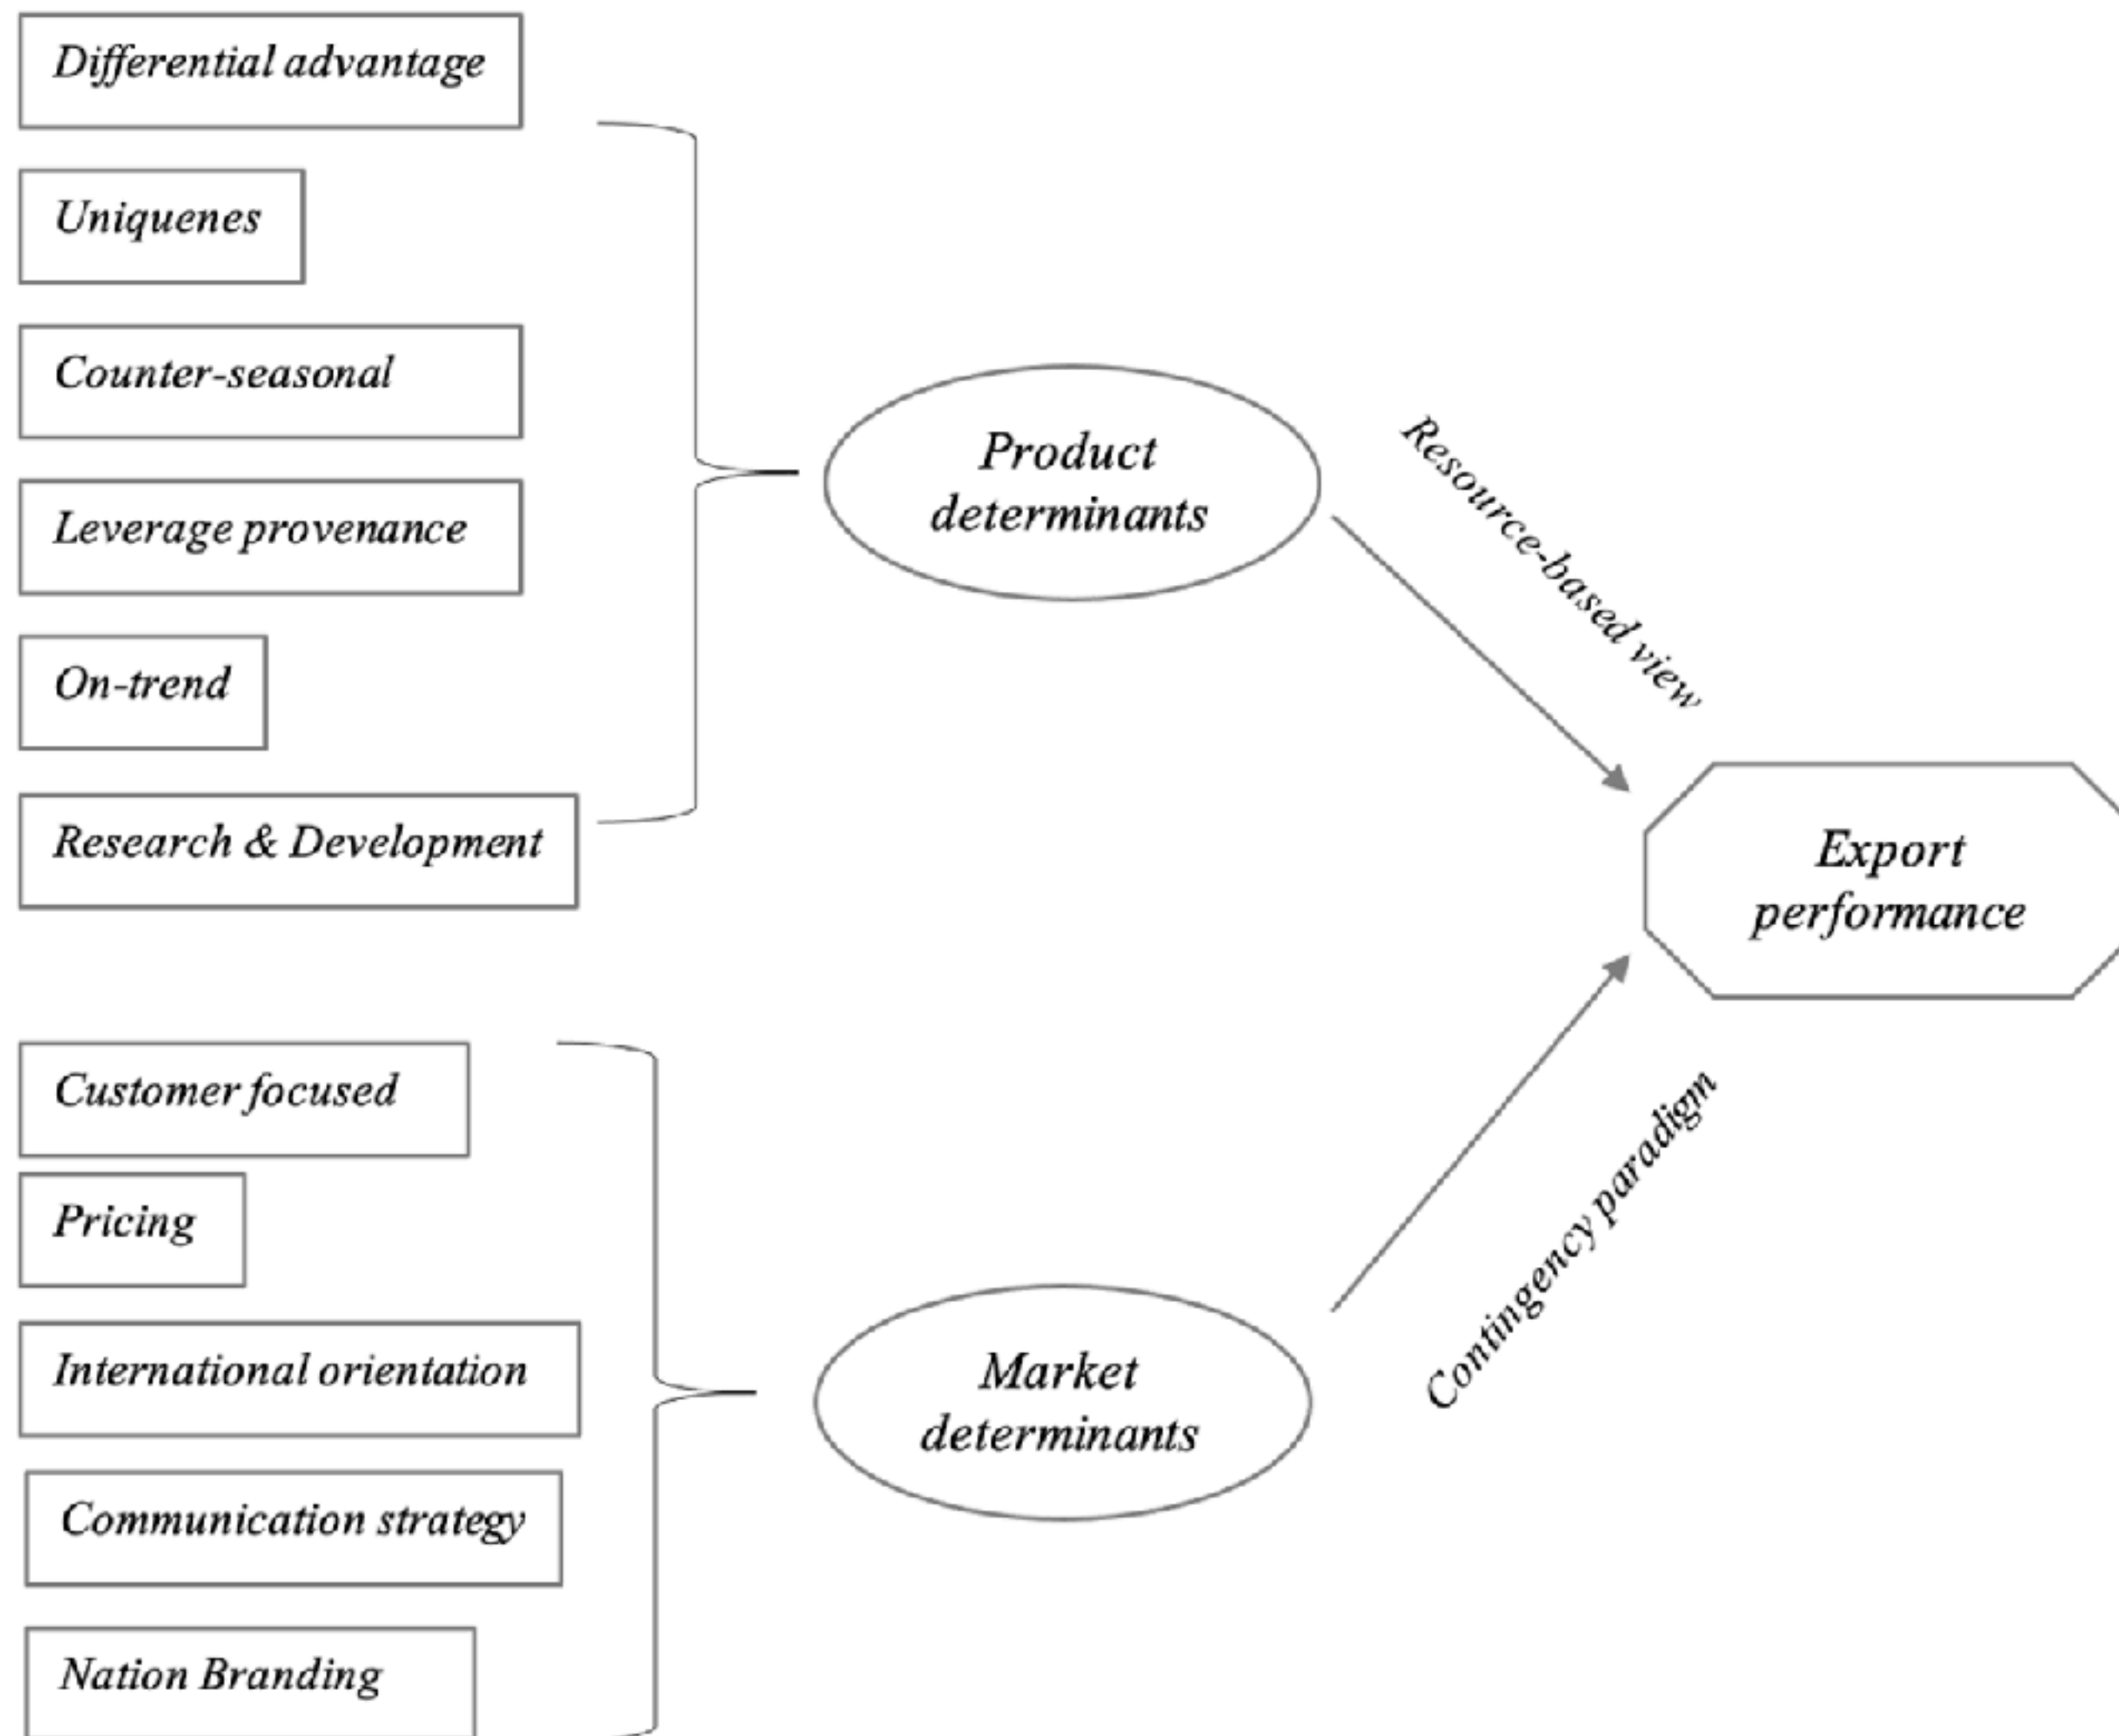 Differential advantage
Uniquenes
Counter-seasonal
Leverage provenance
On-trend
Research & Development
Product
determinants
Resource-based view
Export
performance
Customer focused
Pricing
International orientation
Communication strategy
Nation Branding
Market
determinants
Contingency paradigm